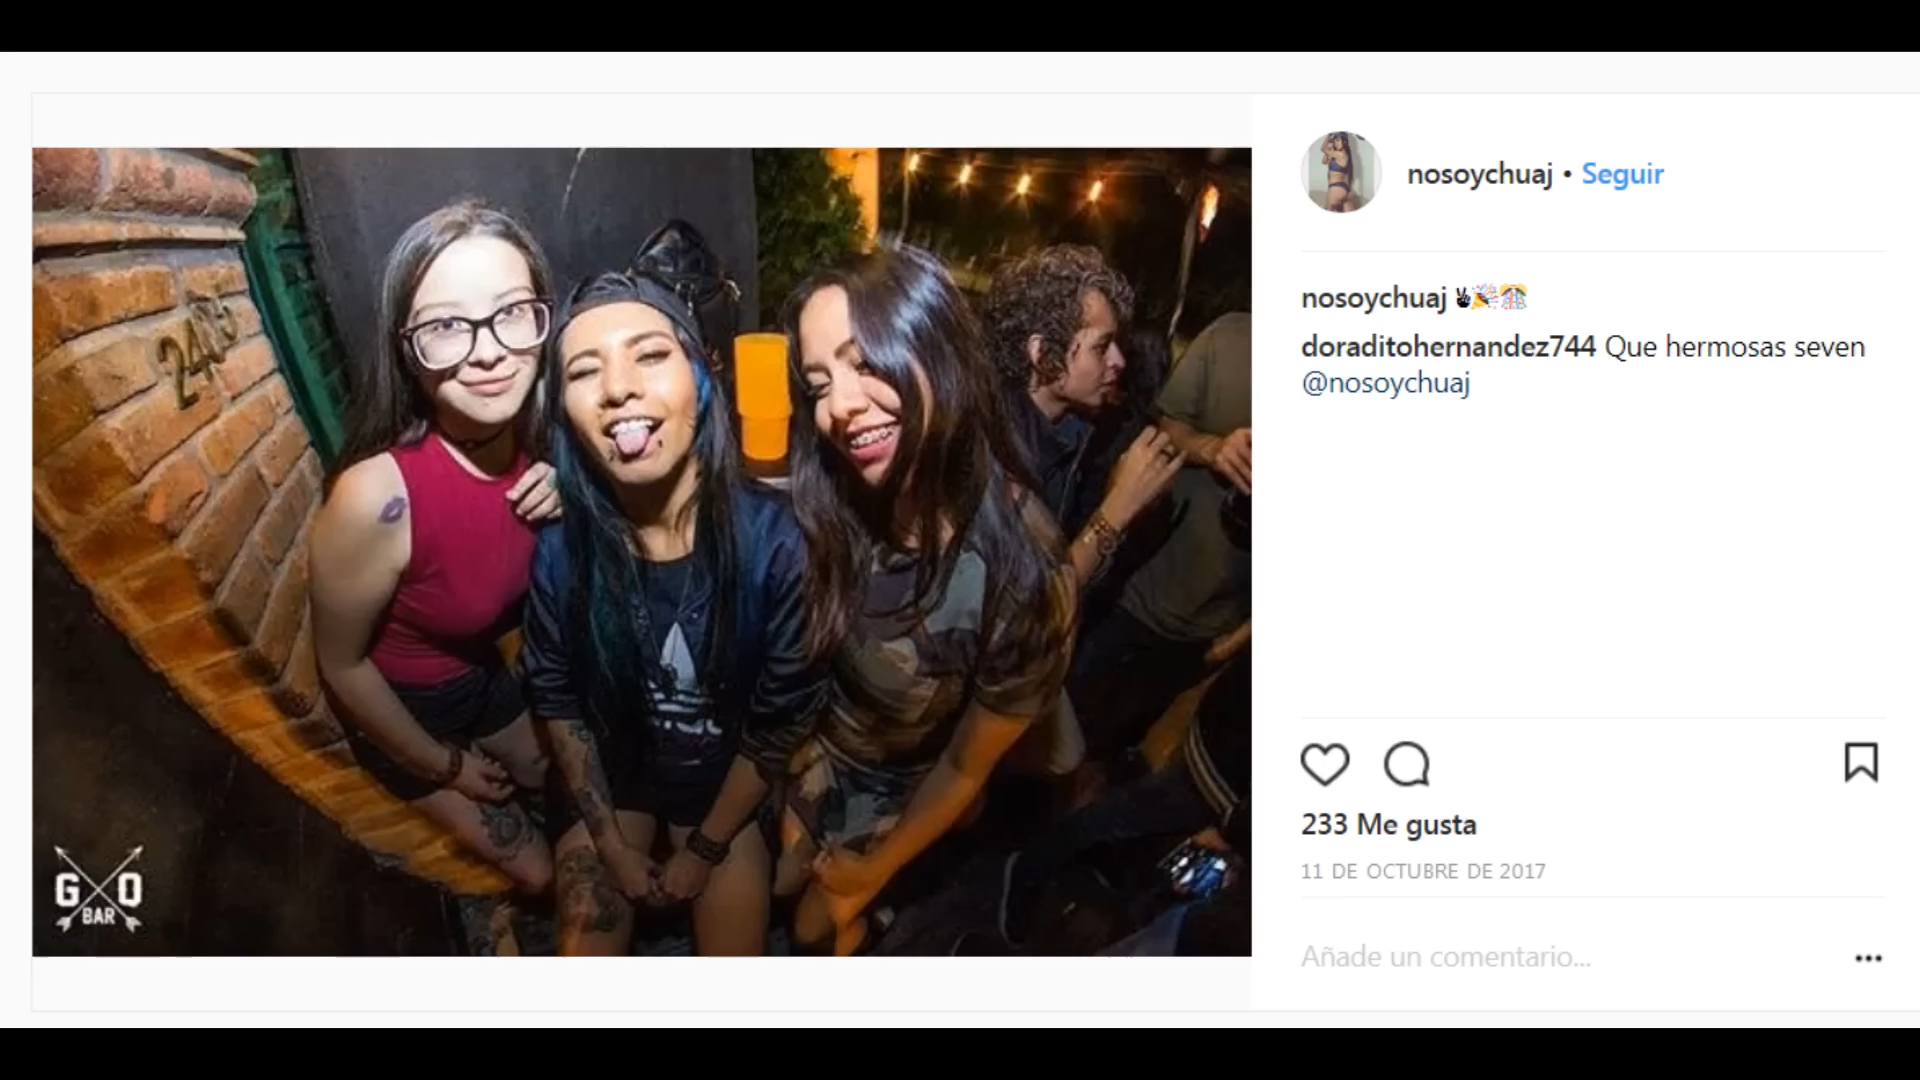 2403
G O
BAR
nosoychuaj • Seguir
nosoychuaj ✌🎉🎊
doraditohernandez744 Que hermosas seven
@nosoychuaj
233 Me gusta
11 DE OCTUBRE DE 2017
Añade un comentario...